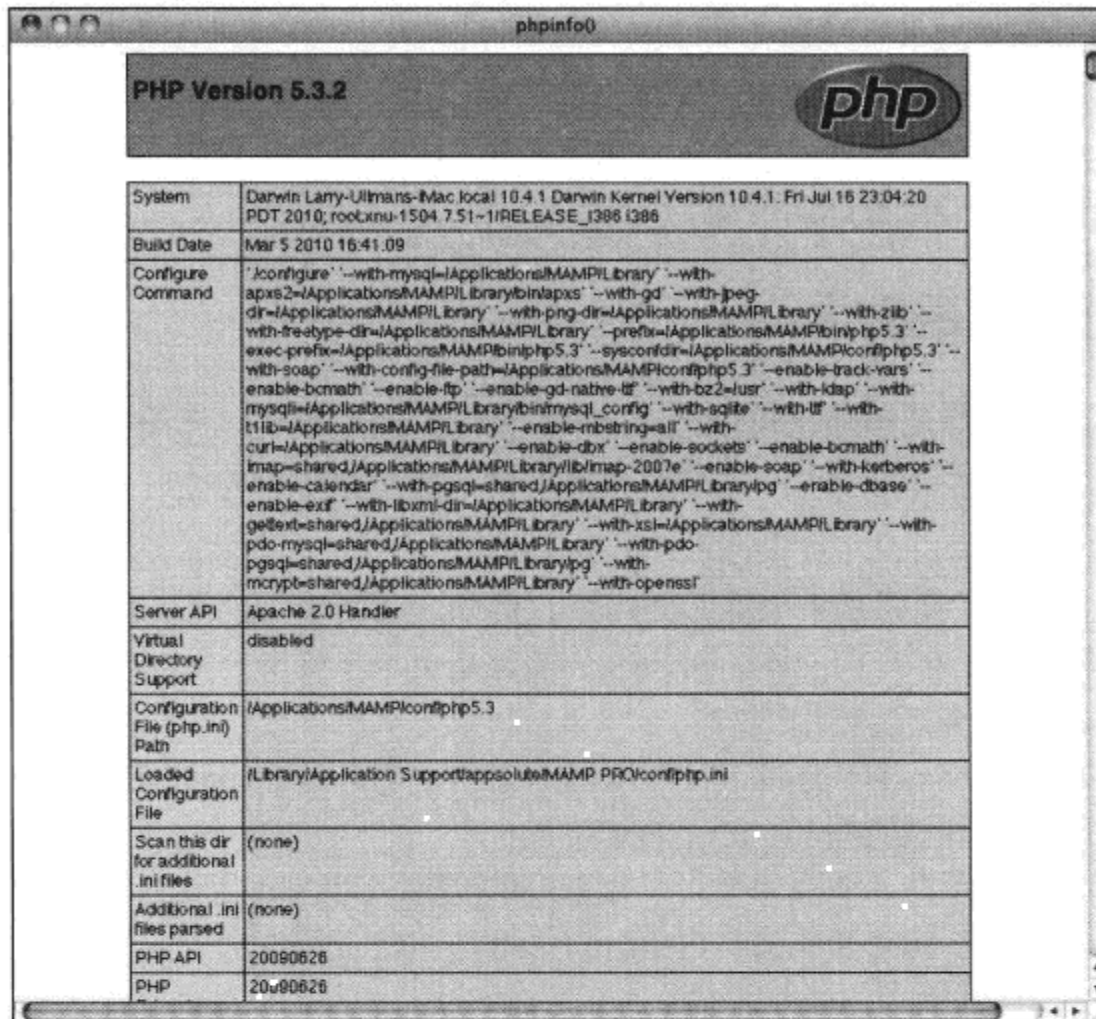 phpinfo()
PHP Version 5.3.2
php
System
Darwin Larry-Ullmans-iMac.local 10.4.1 Darwin Kernel Version 10.4.1: Fri Jul 16 23:04:20
PDT 2010; root:xnu-1504.7.51~1/RELEASE_I386 i386
Build Date
Mar 5 2010 16:41:09
Configure
Command
'./configure' '--with-mysql=/Applications/MAMP/Library' '--with-
apxs2=/Applications/MAMP/Library/bin/apxs' '--with-gd' '--with-jpeg-
dir=/Applications/MAMP/Library' '--with-png-dir=/Applications/MAMP/Library' '--with-zlib' '--
with-freetype-dir=/Applications/MAMP/Library' '--prefix=/Applications/MAMP/bin/php5.3' '--
exec-prefix=/Applications/MAMP/bin/php5.3' '--sysconfdir=/Applications/MAMP/conf/php5.3' '--
with-soap' '--with-config-file-path=/Applications/MAMP/conf/php5.3' '--enable-track-vars' '--
enable-bcmath' '--enable-ftp' '--enable-gd-native-ttf' '--with-bz2=/usr' '--with-ldap' '--with-
mysqli=/Applications/MAMP/Library/bin/mysql_config' '--with-sqlite' '--with-ttf' '--with-
t1lib=/Applications/MAMP/Library' '--enable-mbstring=all' '--with-
curl=/Applications/MAMP/Library' '--enable-dbx' '--enable-sockets' '--enable-bcmath' '--with-
imap=shared,/Applications/MAMP/Library/lib/imap-2007e' '--enable-soap' '--with-kerberos' '--
enable-calendar' '--with-pgsql=shared,/Applications/MAMP/Library/pg' '--enable-dbase' '--
enable-exif' '--with-libxml-dir=/Applications/MAMP/Library' '--with-
gettext=shared,/Applications/MAMP/Library' '--with-xsl=/Applications/MAMP/Library' '--with-
pdo-mysql=shared,/Applications/MAMP/Library' '--with-pdo-
pgsql=shared,/Applications/MAMP/Library/pg' '--with-
mcrypt=shared,/Applications/MAMP/Library' '--with-openssl'
Server API
Apache 2.0 Handler
Virtual
Directory
Support
disabled
Configuration
File (php.ini)
Path
/Applications/MAMP/conf/php5.3
Loaded
Configuration
File
/Library/Application Support/appsolute/MAMP PRO/conf/php.ini
Scan this dir
for additional
.ini files
(none)
Additional .ini
files parsed
(none)
PHP API
20090626
PHP
20090626